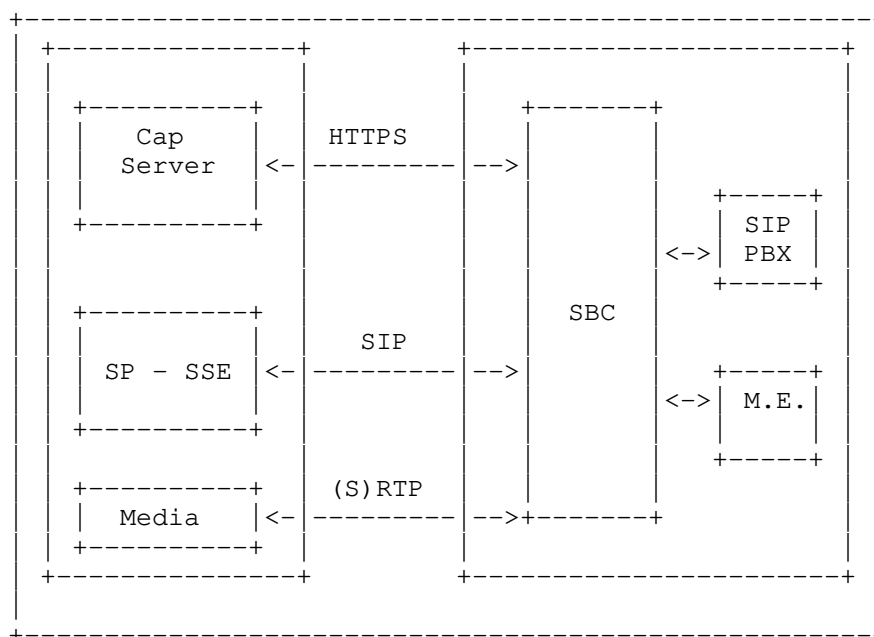 Cap HTTPS
Server
SIP
PBX
SBC
SIP
SP - SSE
M.E.
(S)RTP
Media